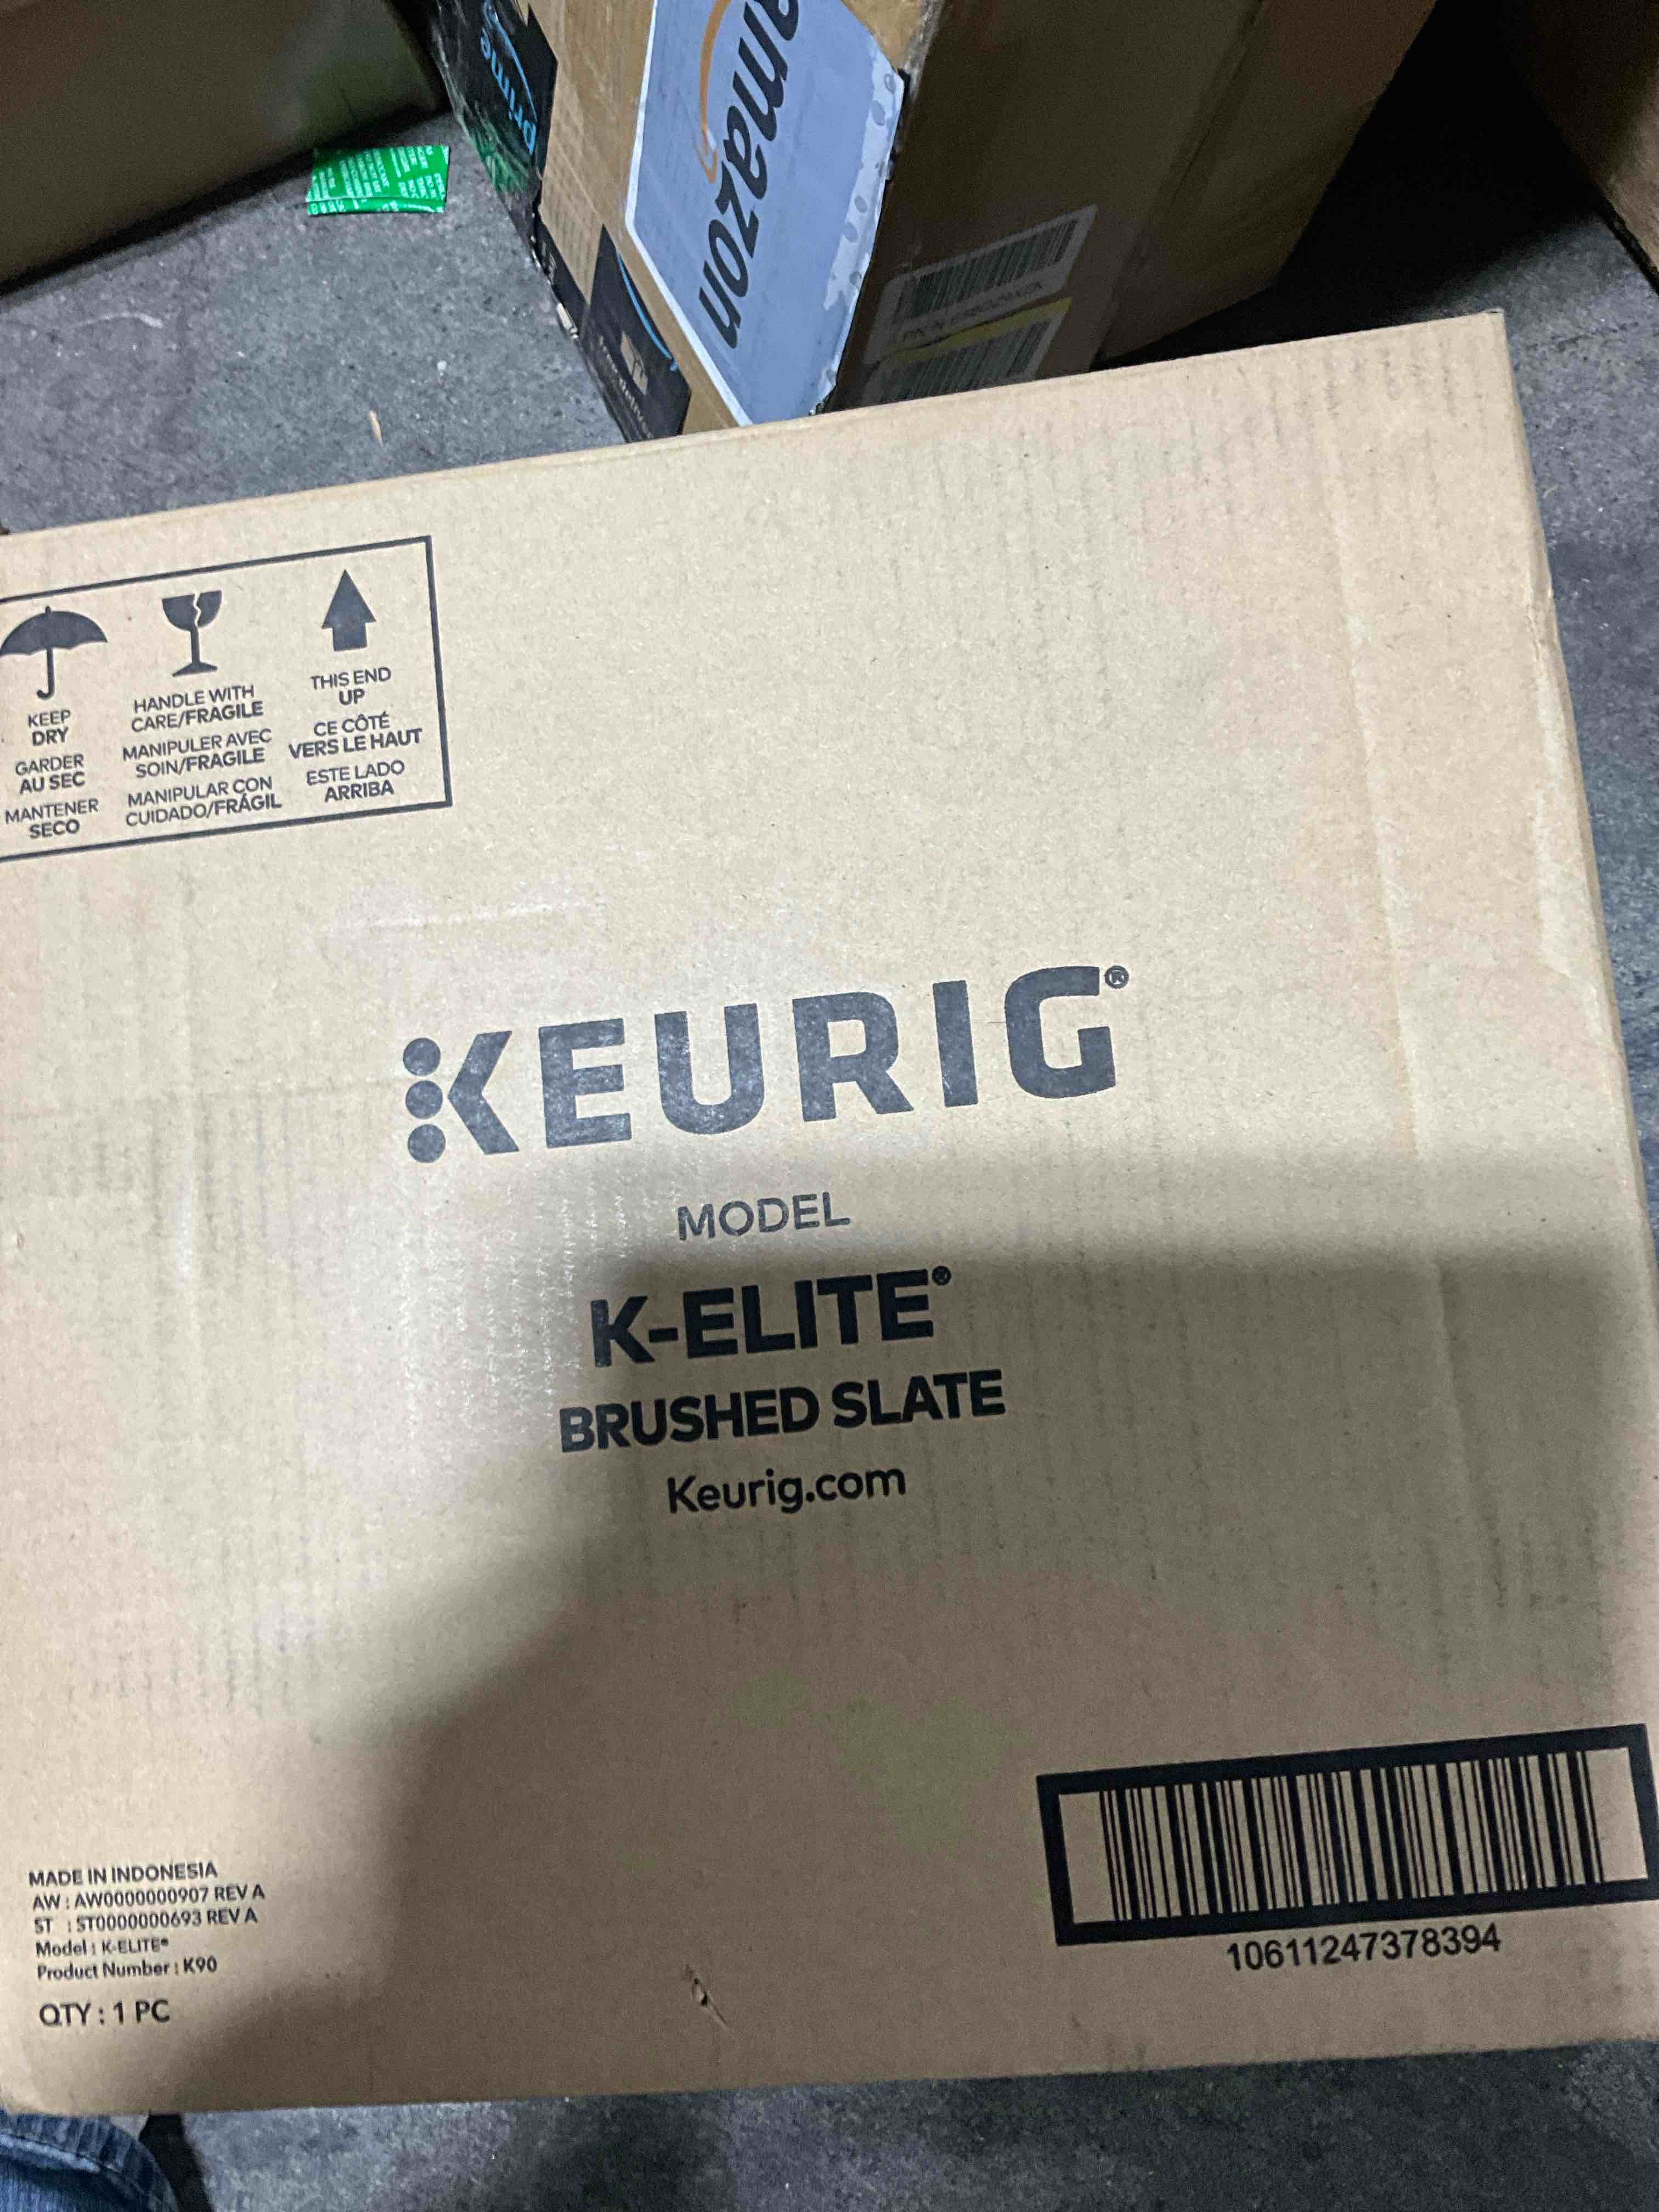 prime
amazon
KEEP
DRY
GARDER
AU SEC
MANTENER
SECO
HANDLE WITH
CARE/FRAGILE
MANIPULER AVEC
SOIN/FRAGILE
MANIPULAR CON
CUIDADO/FRÁGIL
THIS END
UP
CE CÔTÉ
VERS LE HAUT
ESTE LADO
ARRIBA
KEURIG®
MODEL
K-ELITE®
BRUSHED SLATE
Keurig.com
MADE IN INDONESIA
AW : AW0000000907 REV A
ST : ST0000000693 REV A
Model : K-ELITE®
Product Number : K90
QTY : 1 PC
10611247378394